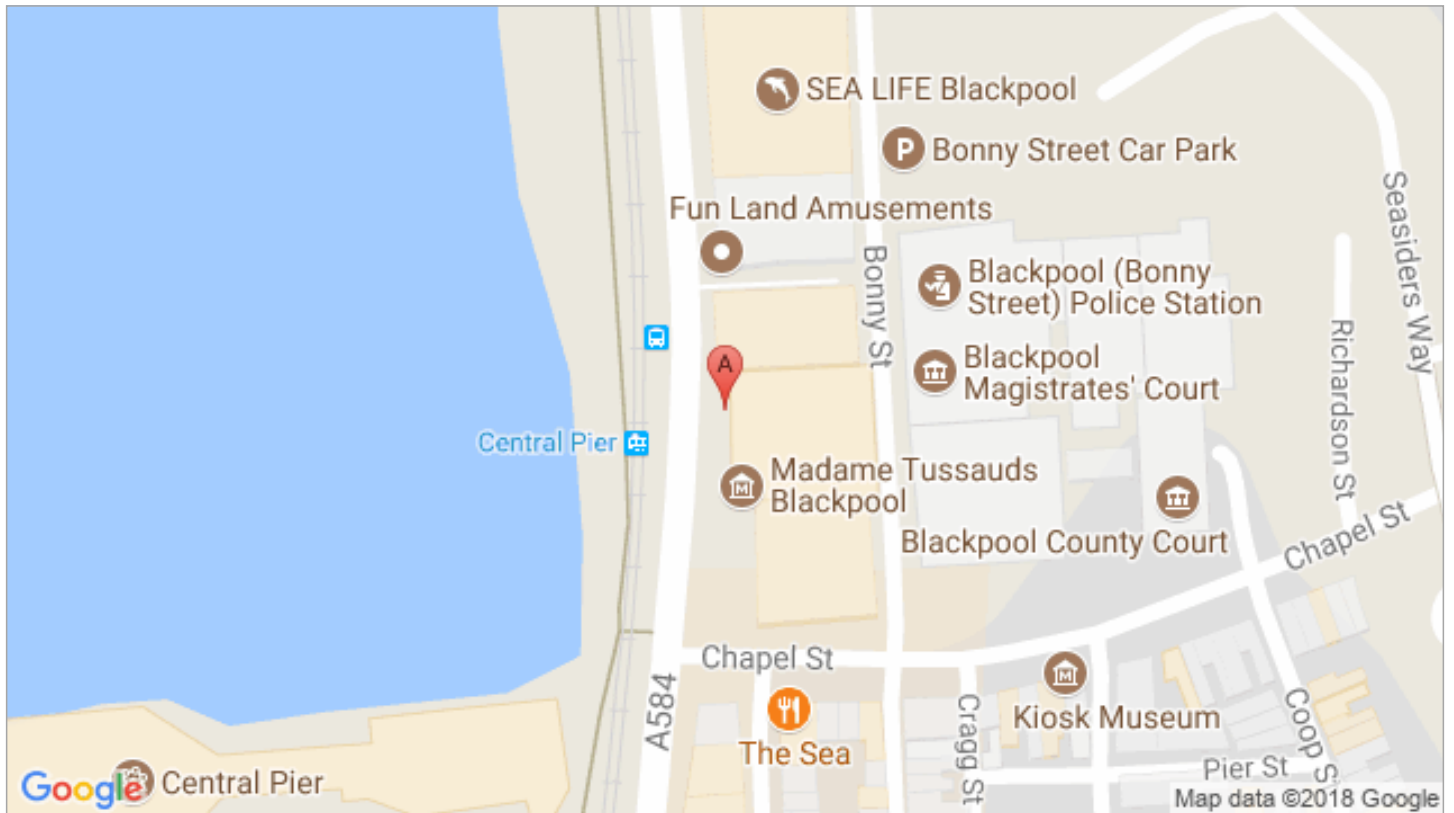 SEA LIFE Blackpool
P
Bonny Street Car Park
Seasiders Way
Fun Land Amusements
Bonny St
Blackpool (Bonny
Street) Police Station
Richardson St
A
Blackpool
Magistrates' Court
Central Pier
M
Madame Tussauds
Blackpool
Blackpool County Court
Chapel St
Chapel St
A584
M
Kiosk Museum
The Sea
Cragg St
Coop S
Pier St
Google
Central Pier
Map data ©2018 Google